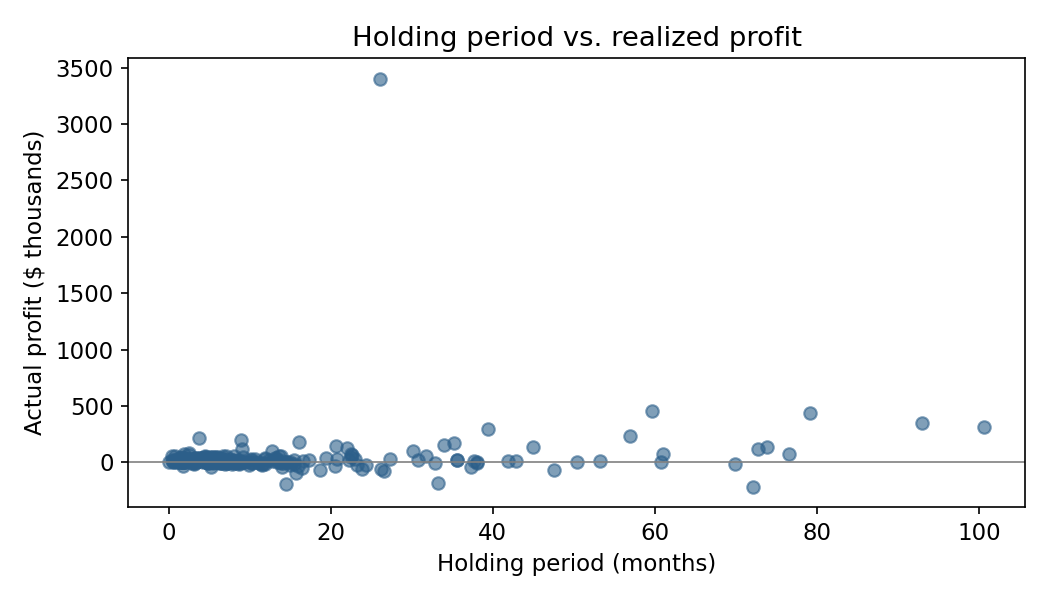 Holding period vs. realized profit
Actual profit ($ thousands)
3500
3000
2500
2000
1500
1000
500
0
0 20 40 60 80 100
Holding period (months)